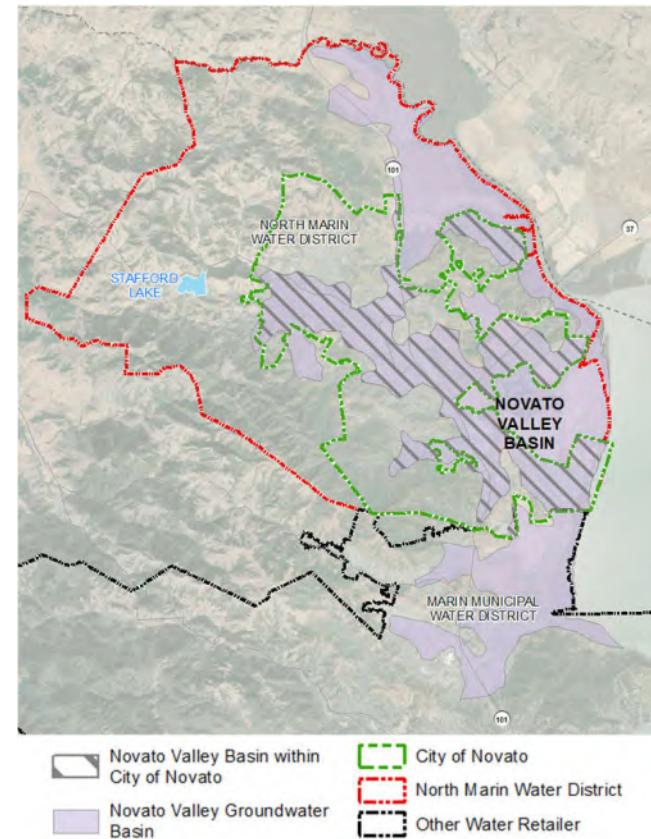 101
NORTH MARIN
WATER DISTRICT
37
STAFFORD
LAKE
NOVATO
VALLEY
BASIN
MARIN MUNICIPAL
WATER DISTRICT
101
Novato Valley Basin within
City of Novato
Novato Valley Groundwater
Basin
City of Novato
North Marin Water District
Other Water Retailer